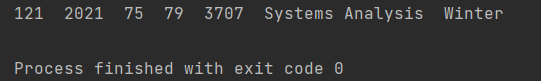 121  2021  75  79  3707  Systems Analysis  Winter
Process finished with exit code 0